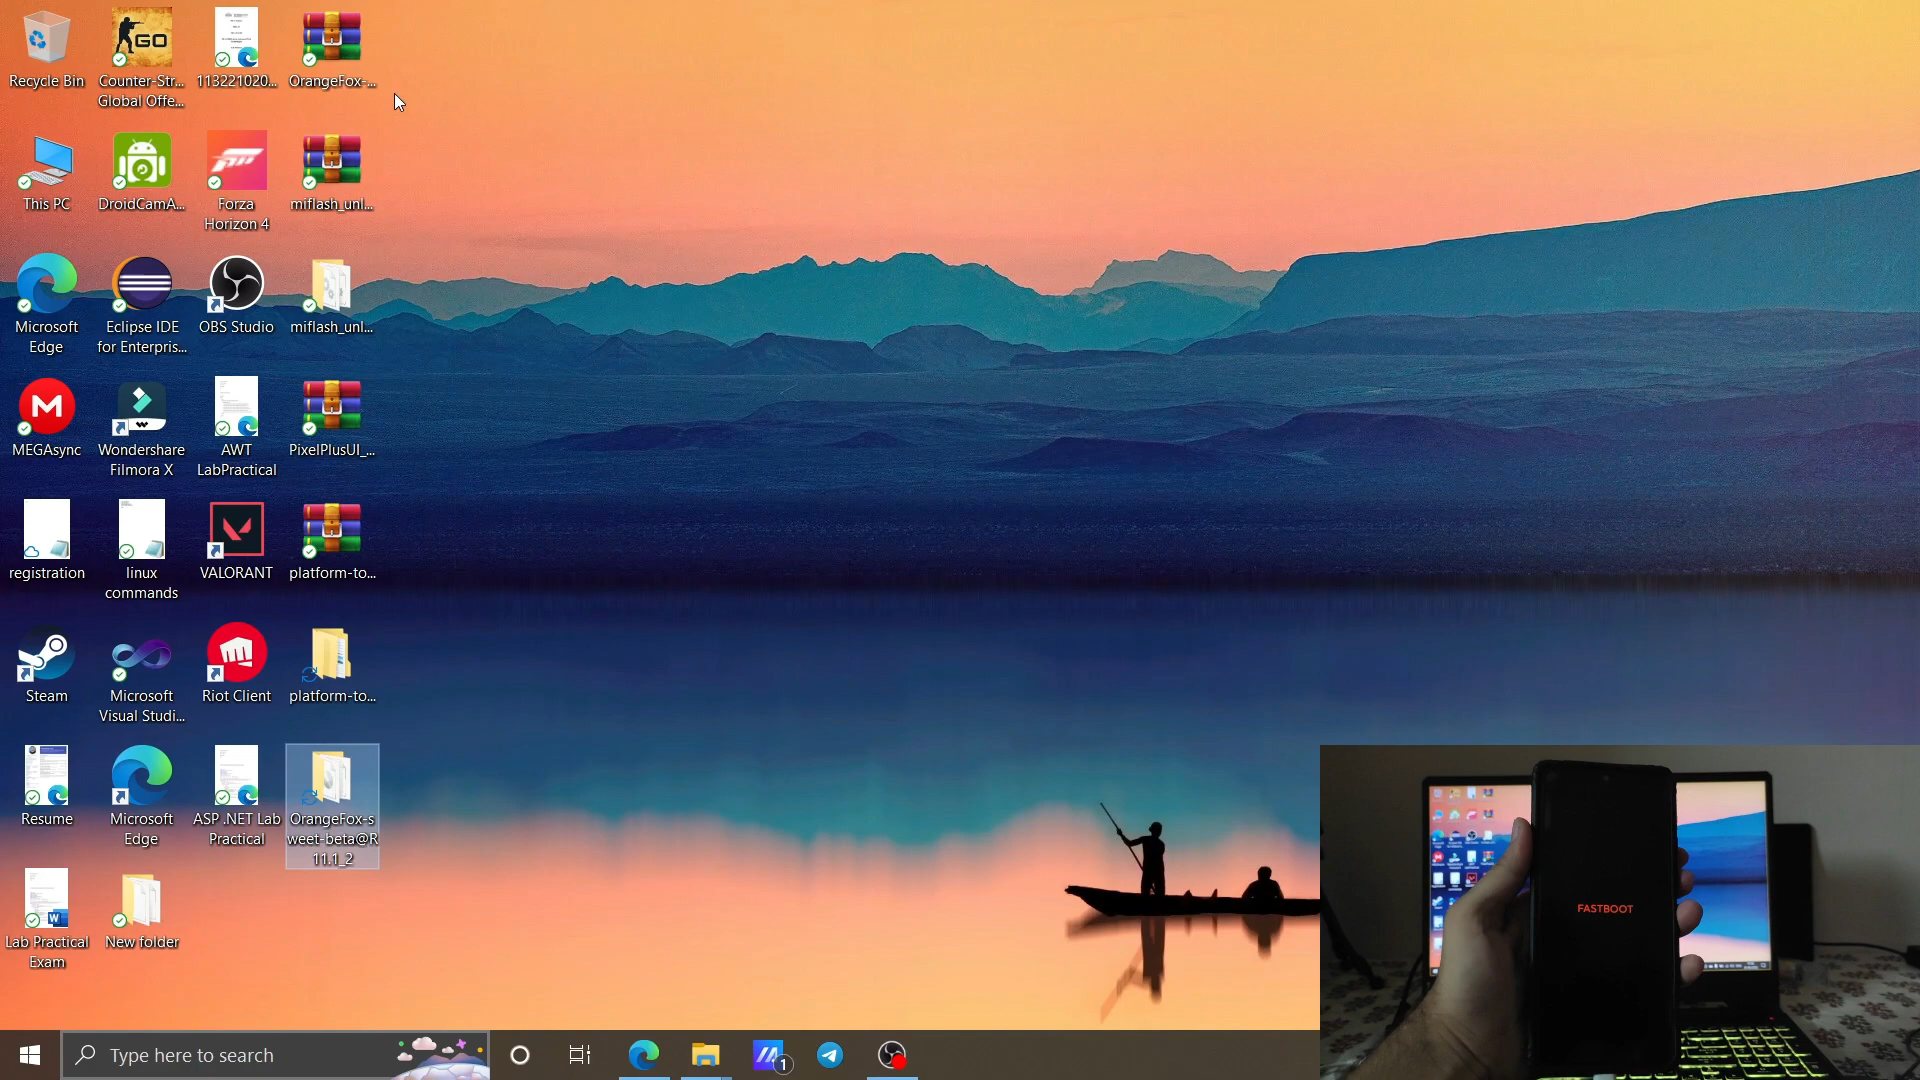 Recycle Bin
Counter-Str...
Global Offe...
GO
113221020...
OrangeFox-...
This PC
DroidCamA...
Forza
Horizon 4
miflash_unl...
Microsoft
Edge
Eclipse IDE
for Enterpris...
OBS Studio
miflash_unl...
MEGAsync
Wondershare
Filmora X
AWT
LabPractical
PixelPlusUI_...
registration
linux
commands
VALORANT
platform-to...
Steam
Microsoft
Visual Studi...
Riot Client
platform-to...
Resume
Microsoft
Edge
ASP .NET Lab
Practical
OrangeFox-s
weet-beta@R
11.1_2
Lab Practical
Exam
New folder
FASTBOOT
Type here to search
1